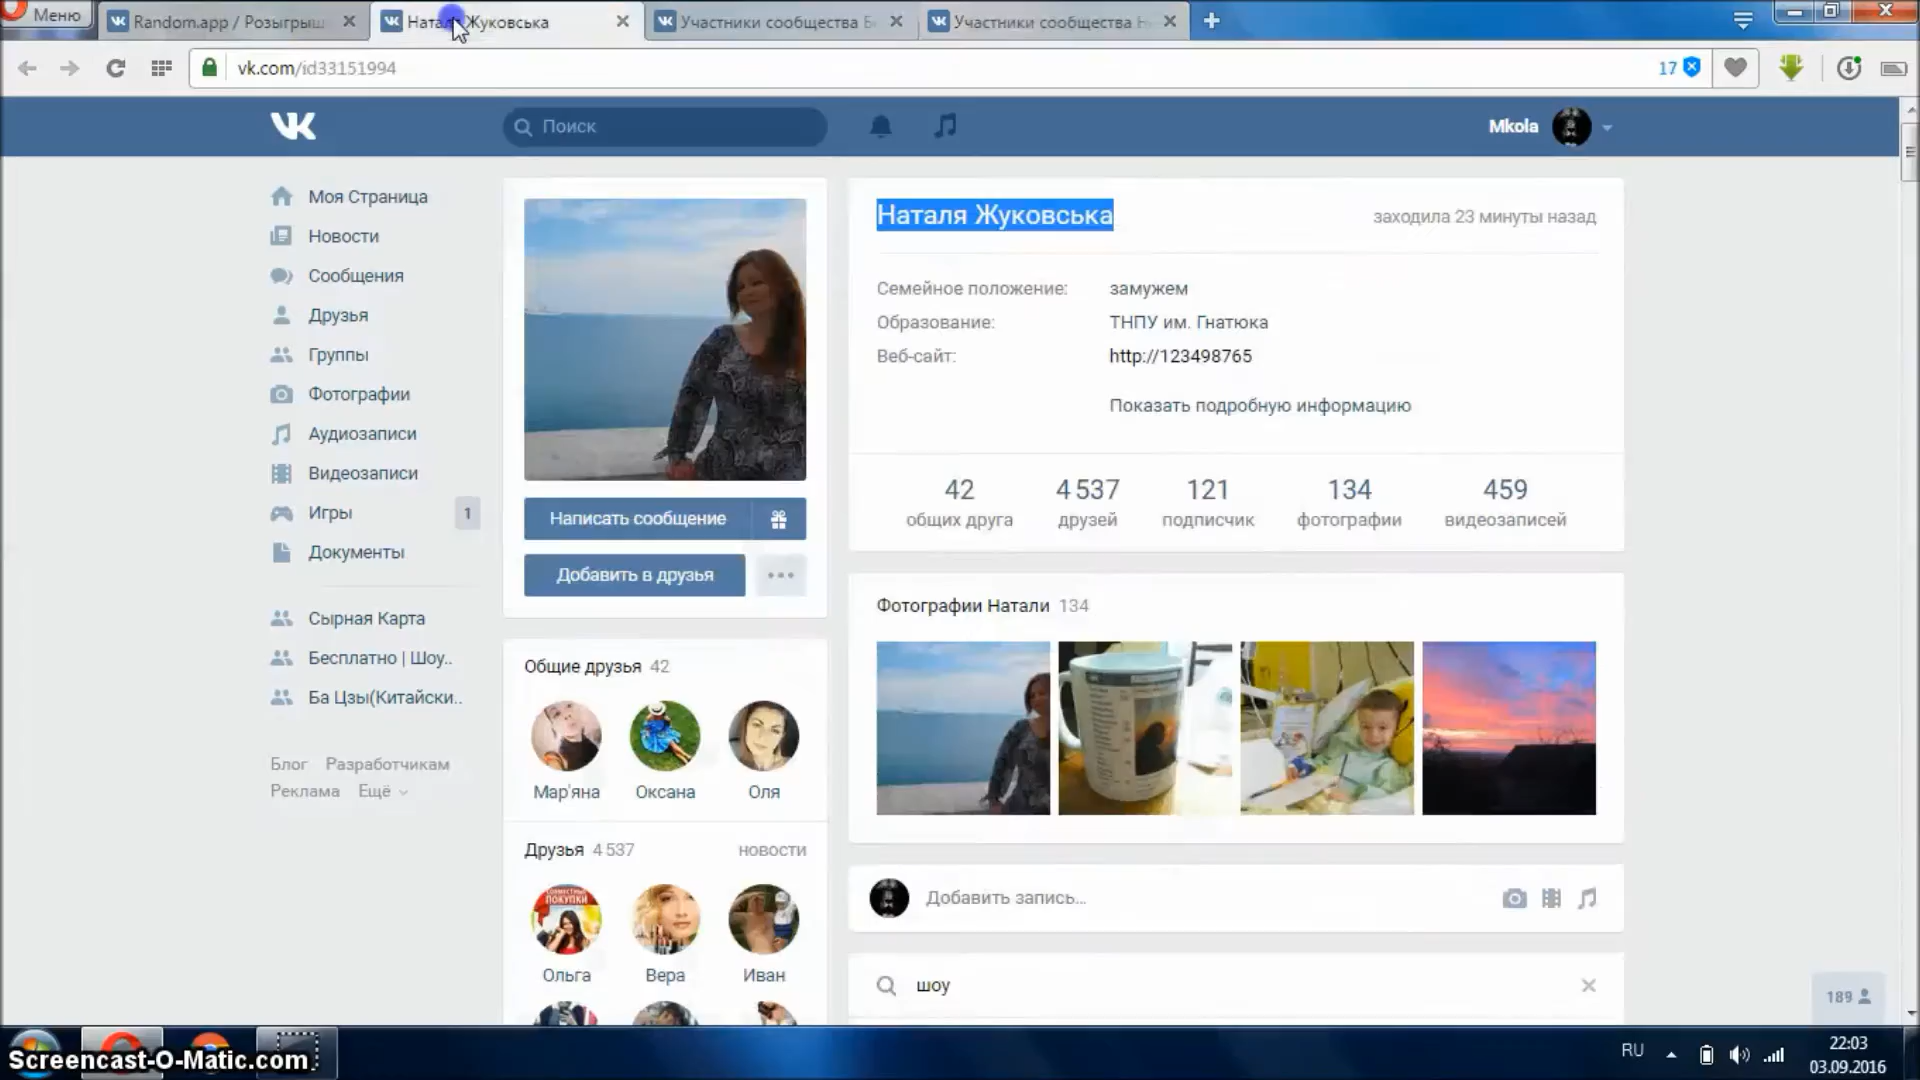 Меню
Random.app / Розыгрыш
Жуковська
Участники сообщества
Участники сообщества
vk.com/id33151994
17
Поиск
Mkola
Моя Страница
Новости
Сообщения
Друзья
Группы
Фотографии
Аудиозаписи
Видеозаписи
Игры 1
Документы
Сырная Карта
Бесплатно | Шоу..
Ба Цзы(Китайски..
Блог Разработчикам
Реклама Ещё
Написать сообщение
Добавить в друзья
Общие друзья 42
Мар'яна Оксана Оля
Друзья 4 537 новости
Ольга Вера Иван
Наталя Жуковська заходила 23 минуты назад
Семейное положение: замужем
Образование: ТНПУ им. Гнатюка
Веб-сайт: http://123498765
Показать подробную информацию
42 4 537 121 134 459
общих друга друзей подписчик фотографии видеозаписей
Фотографии Натали 134
Добавить запись...
шоу
189
Screencast-O-Matic.com
RU
22:03
03.09.2016